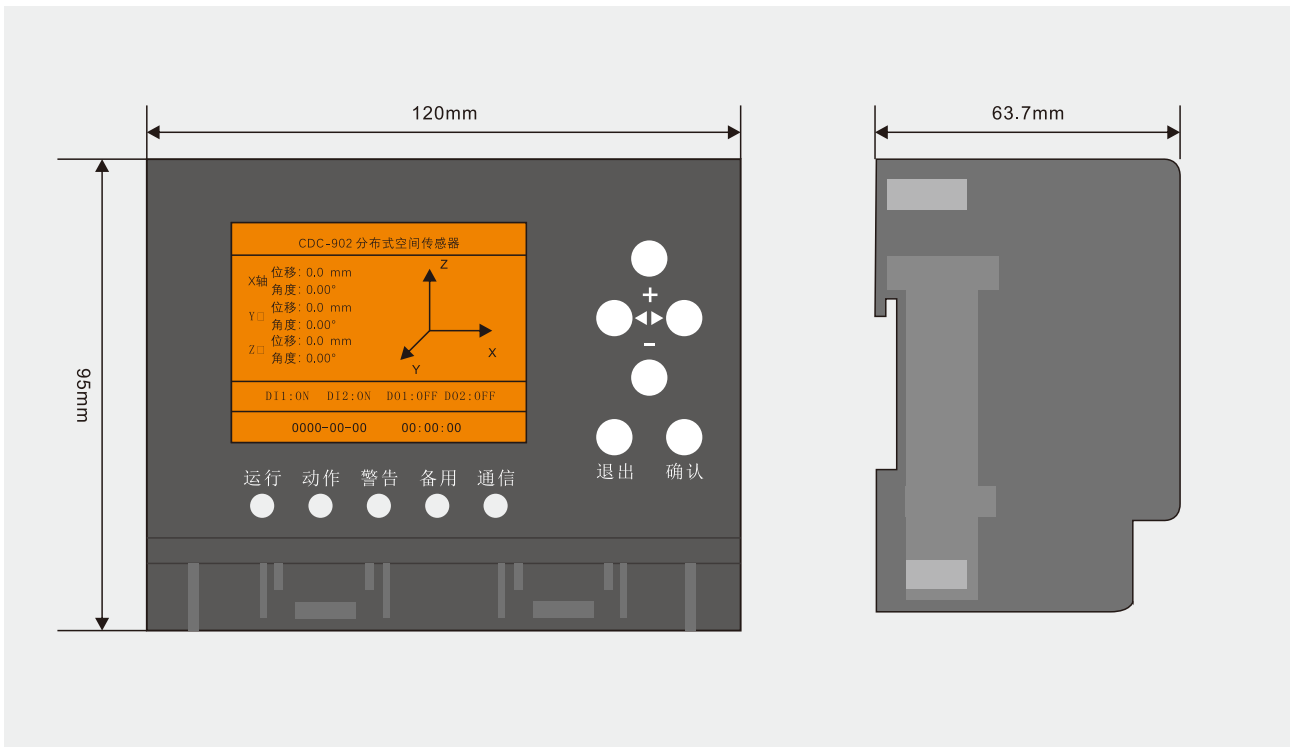 120mm
63.7mm
95mm
CDC-902 分布式空间传感器
X轴
位移: 0.0 mm
角度: 0.00°
Y□
位移: 0.0 mm
角度: 0.00°
Z□
位移: 0.0 mm
角度: 0.00°
Z
X
Y
DI1:ON DI2:ON DO1:OFF DO2:OFF
0000-00-00 00:00:00
+
-
退出 确认
运行 动作 警告 备用 通信